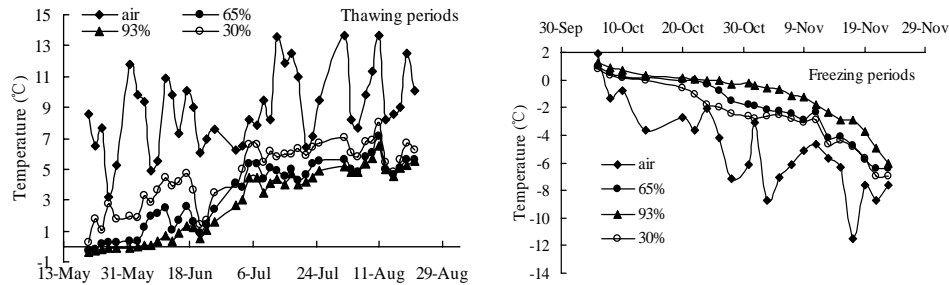 air 65%
93% 30%
Thawing periods
Temperature (℃)
15
13
11
9
7
5
3
1
-1
13-May 31-May 18-Jun 6-Jul 24-Jul 11-Aug 29-Aug
30-Sep 10-Oct 20-Oct 30-Oct 9-Nov 19-Nov 29-Nov
Freezing periods
Temperature (℃)
2
0
-2
-4
-6
-8
-10
-12
-14
air
65%
93%
30%